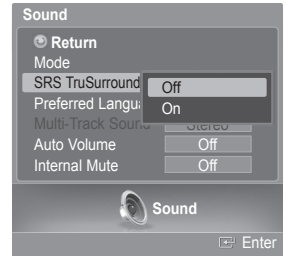 Sound
Return
Mode
SRS TruSurround
Off
On
Preferred
Multi-Track Sound
Stereo
Auto Volume Off
Internal Mute Off
Sound
Enter